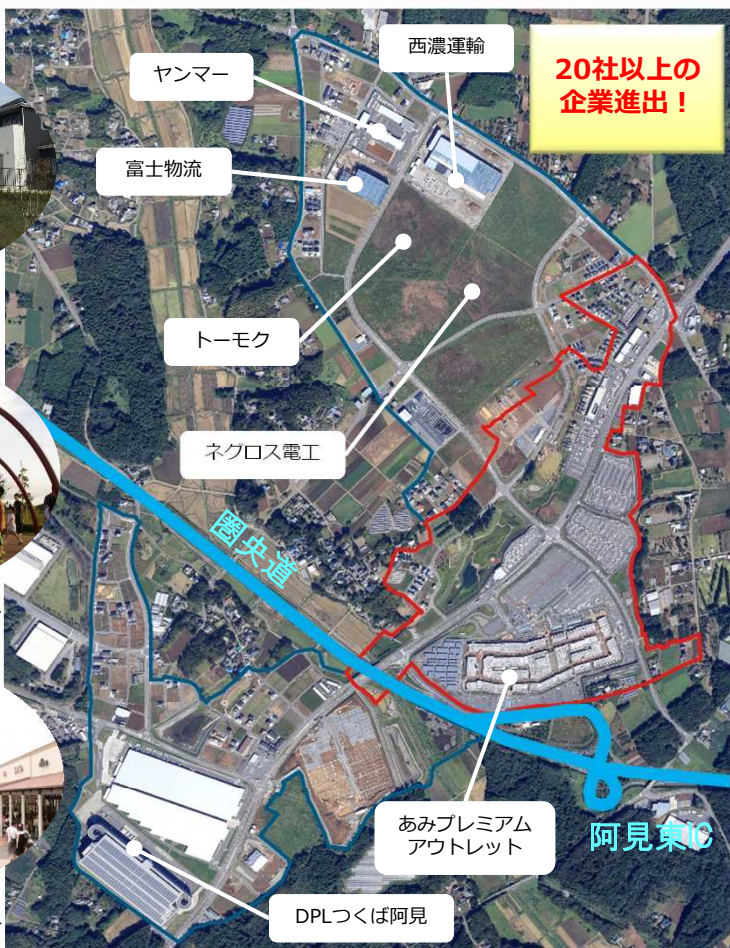 西濃運輸
ヤンマー
20社以上の
企業進出！
富士物流
トーモク
ネグロス電工
圏央道
あみプレミアム
アウトレット
阿見東IC
DPLつくば阿見